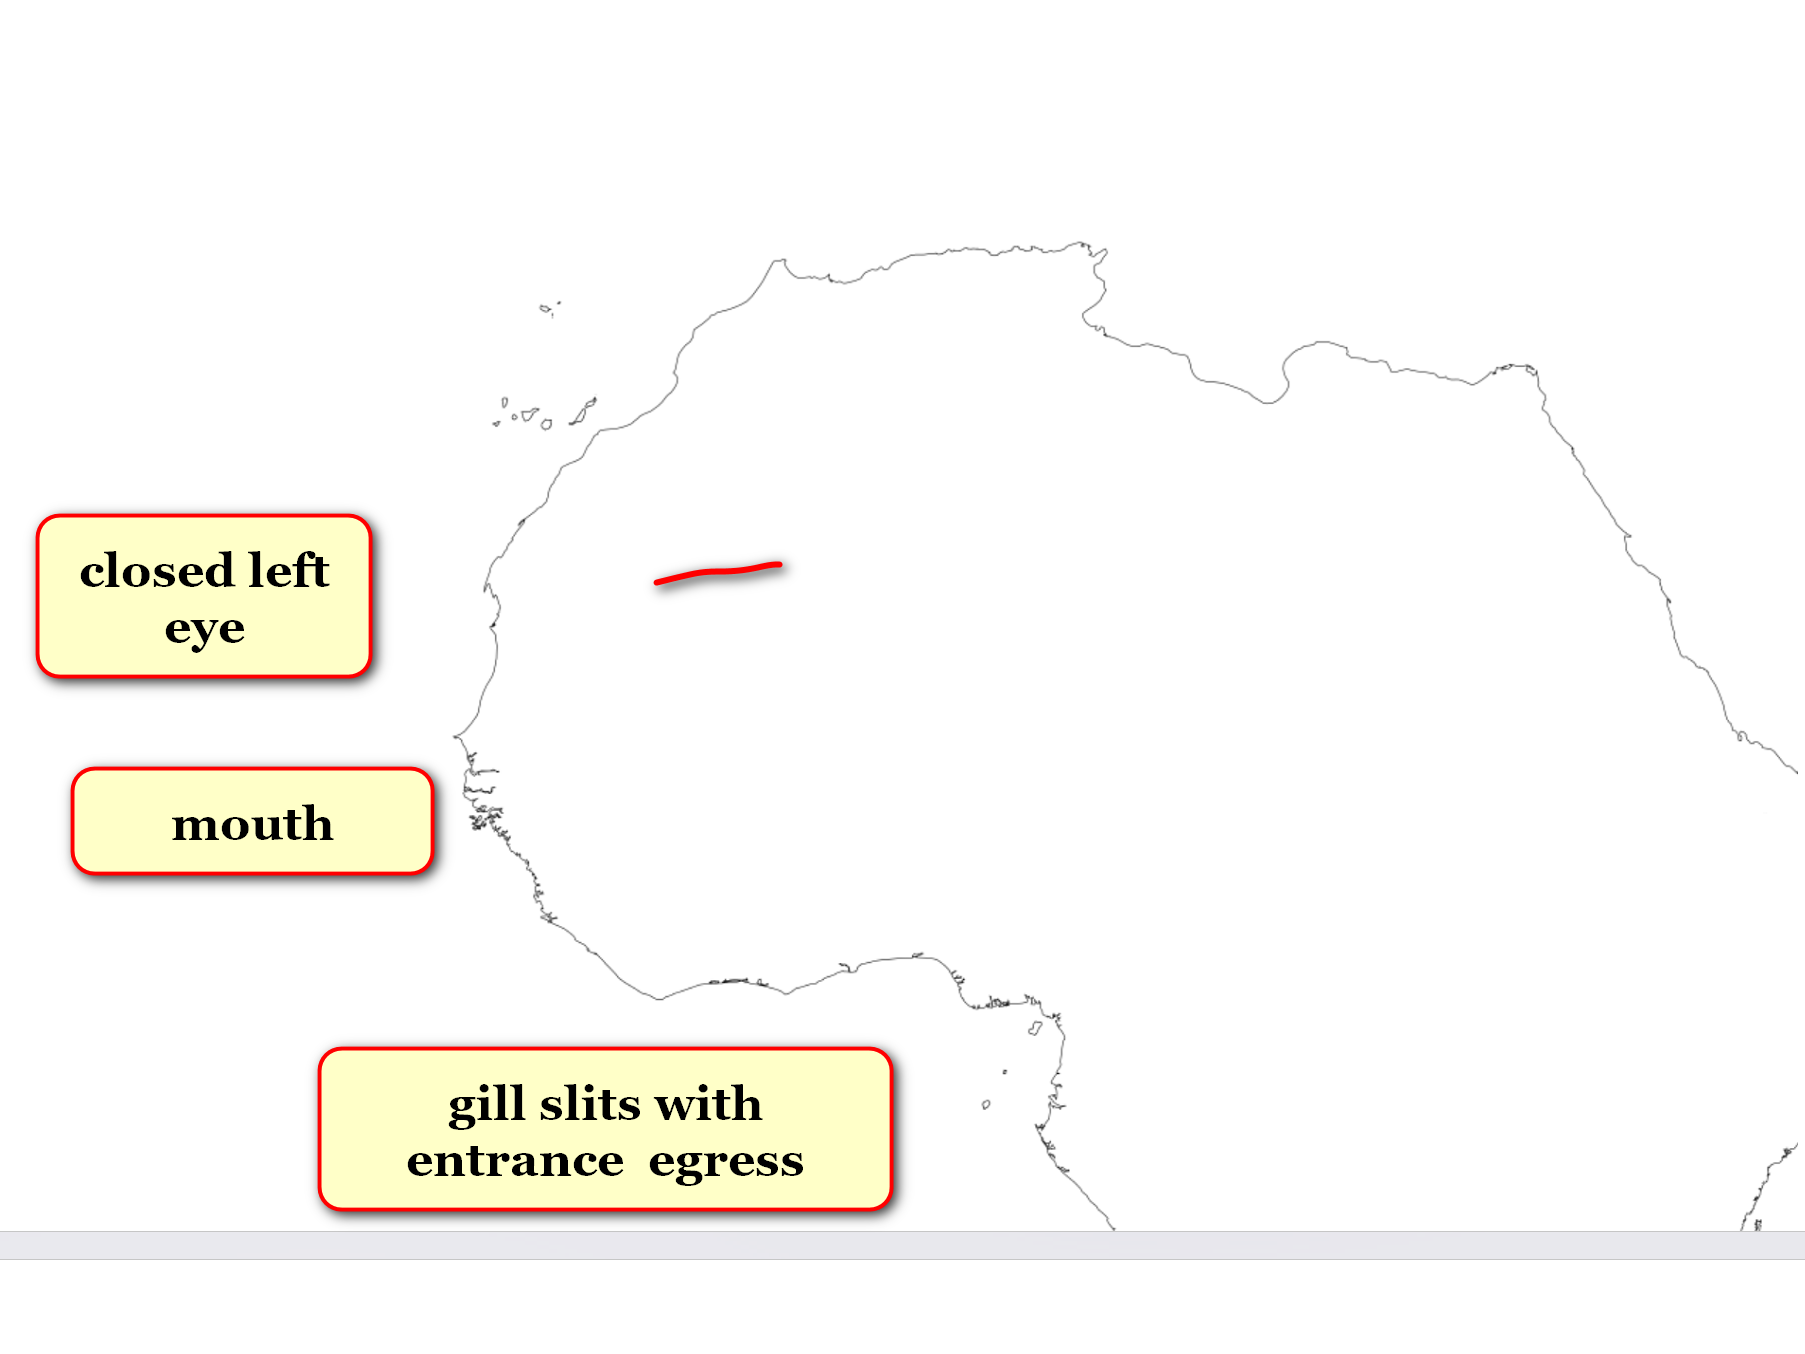 closed left
eye
mouth
gill slits with
entrance  egress